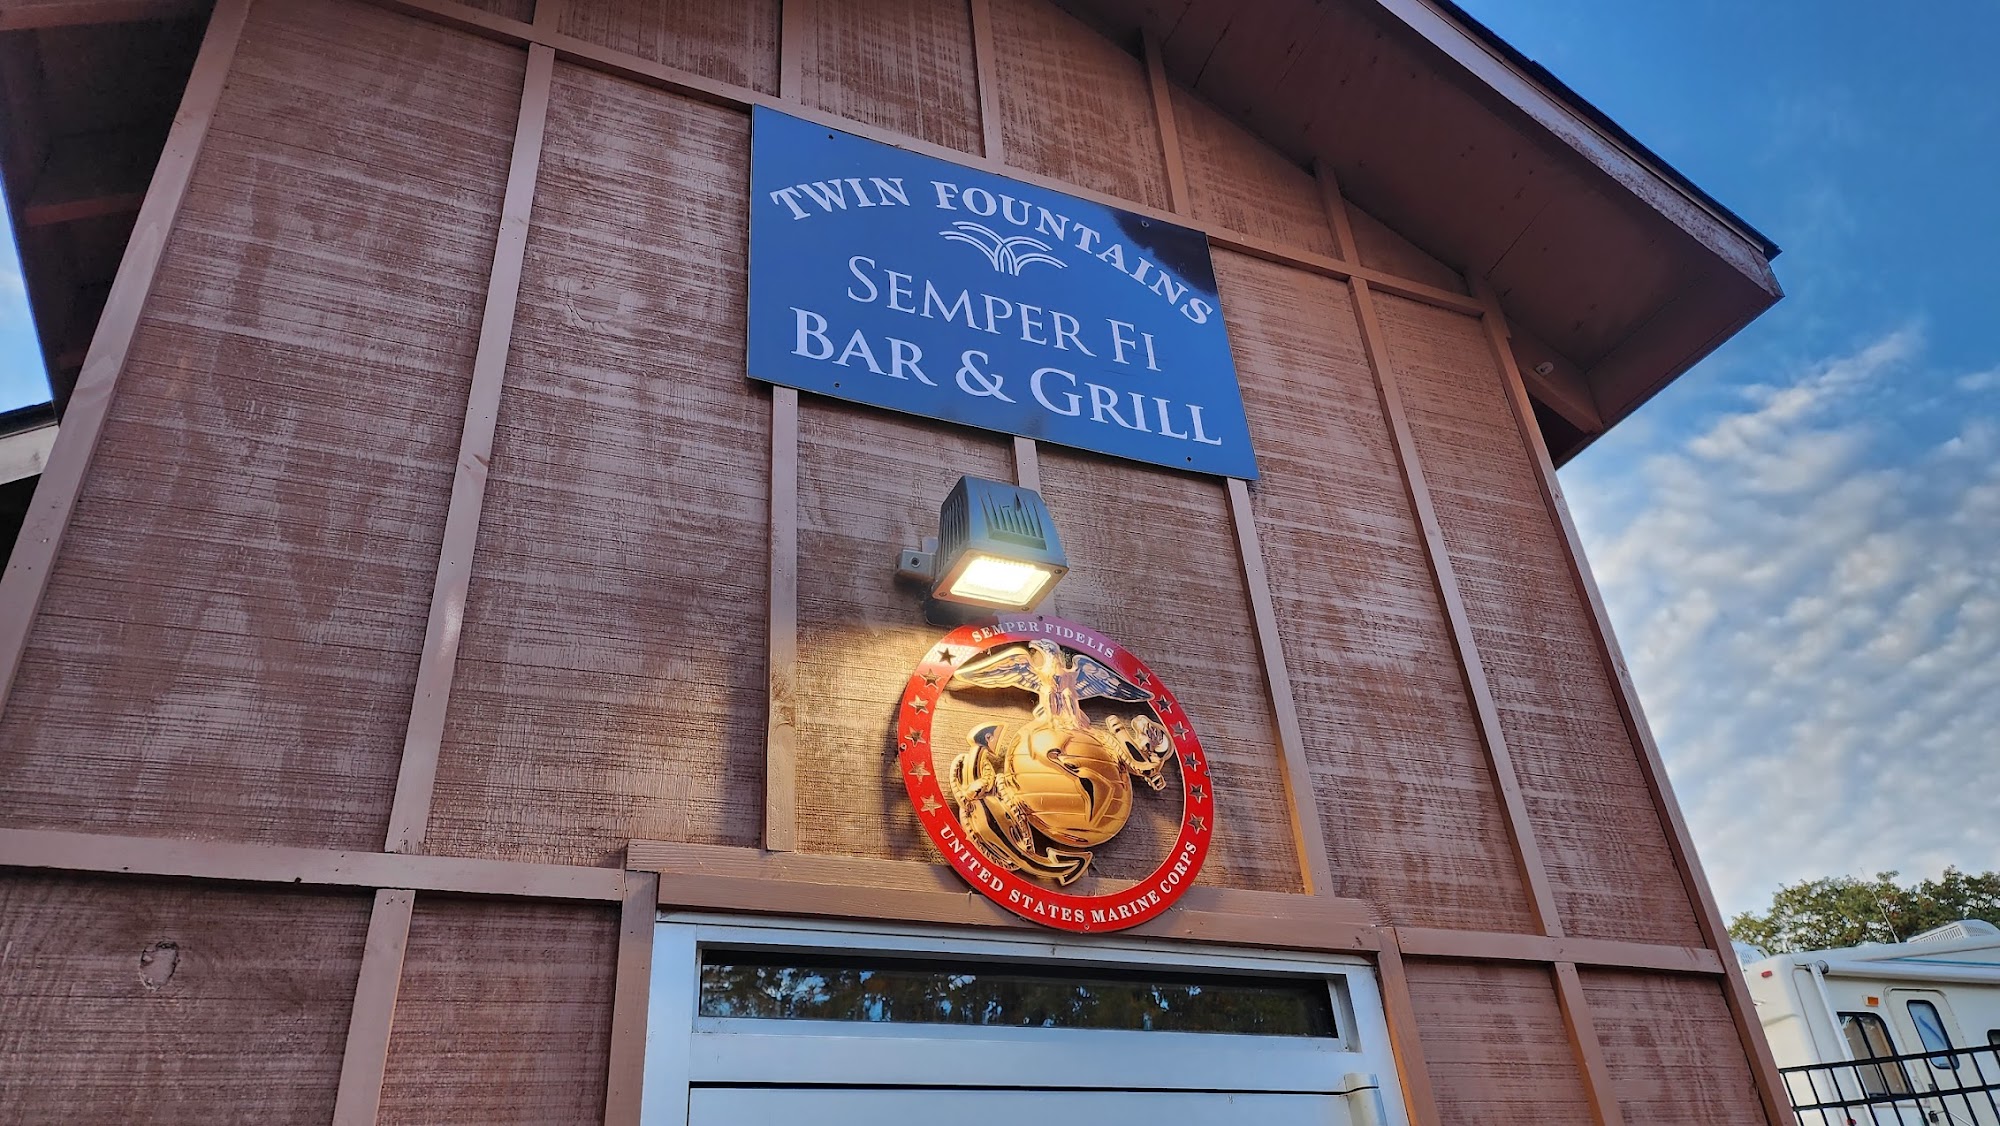 TWIN FOUNTAINS
SEMPER FI
BAR & GRILL
SEMPER FIDELIS
UNITED STATES MARINE CORPS